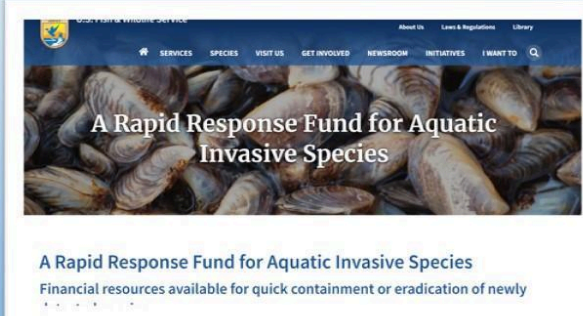 U.S. Fish & Wildlife Service
About Us Laws & Regulations Library
SERVICES SPECIES VISIT US GET INVOLVED NEWSROOM INITIATIVES I WANT TO
A Rapid Response Fund for Aquatic
Invasive Species
A Rapid Response Fund for Aquatic Invasive Species
Financial resources available for quick containment or eradication of newly